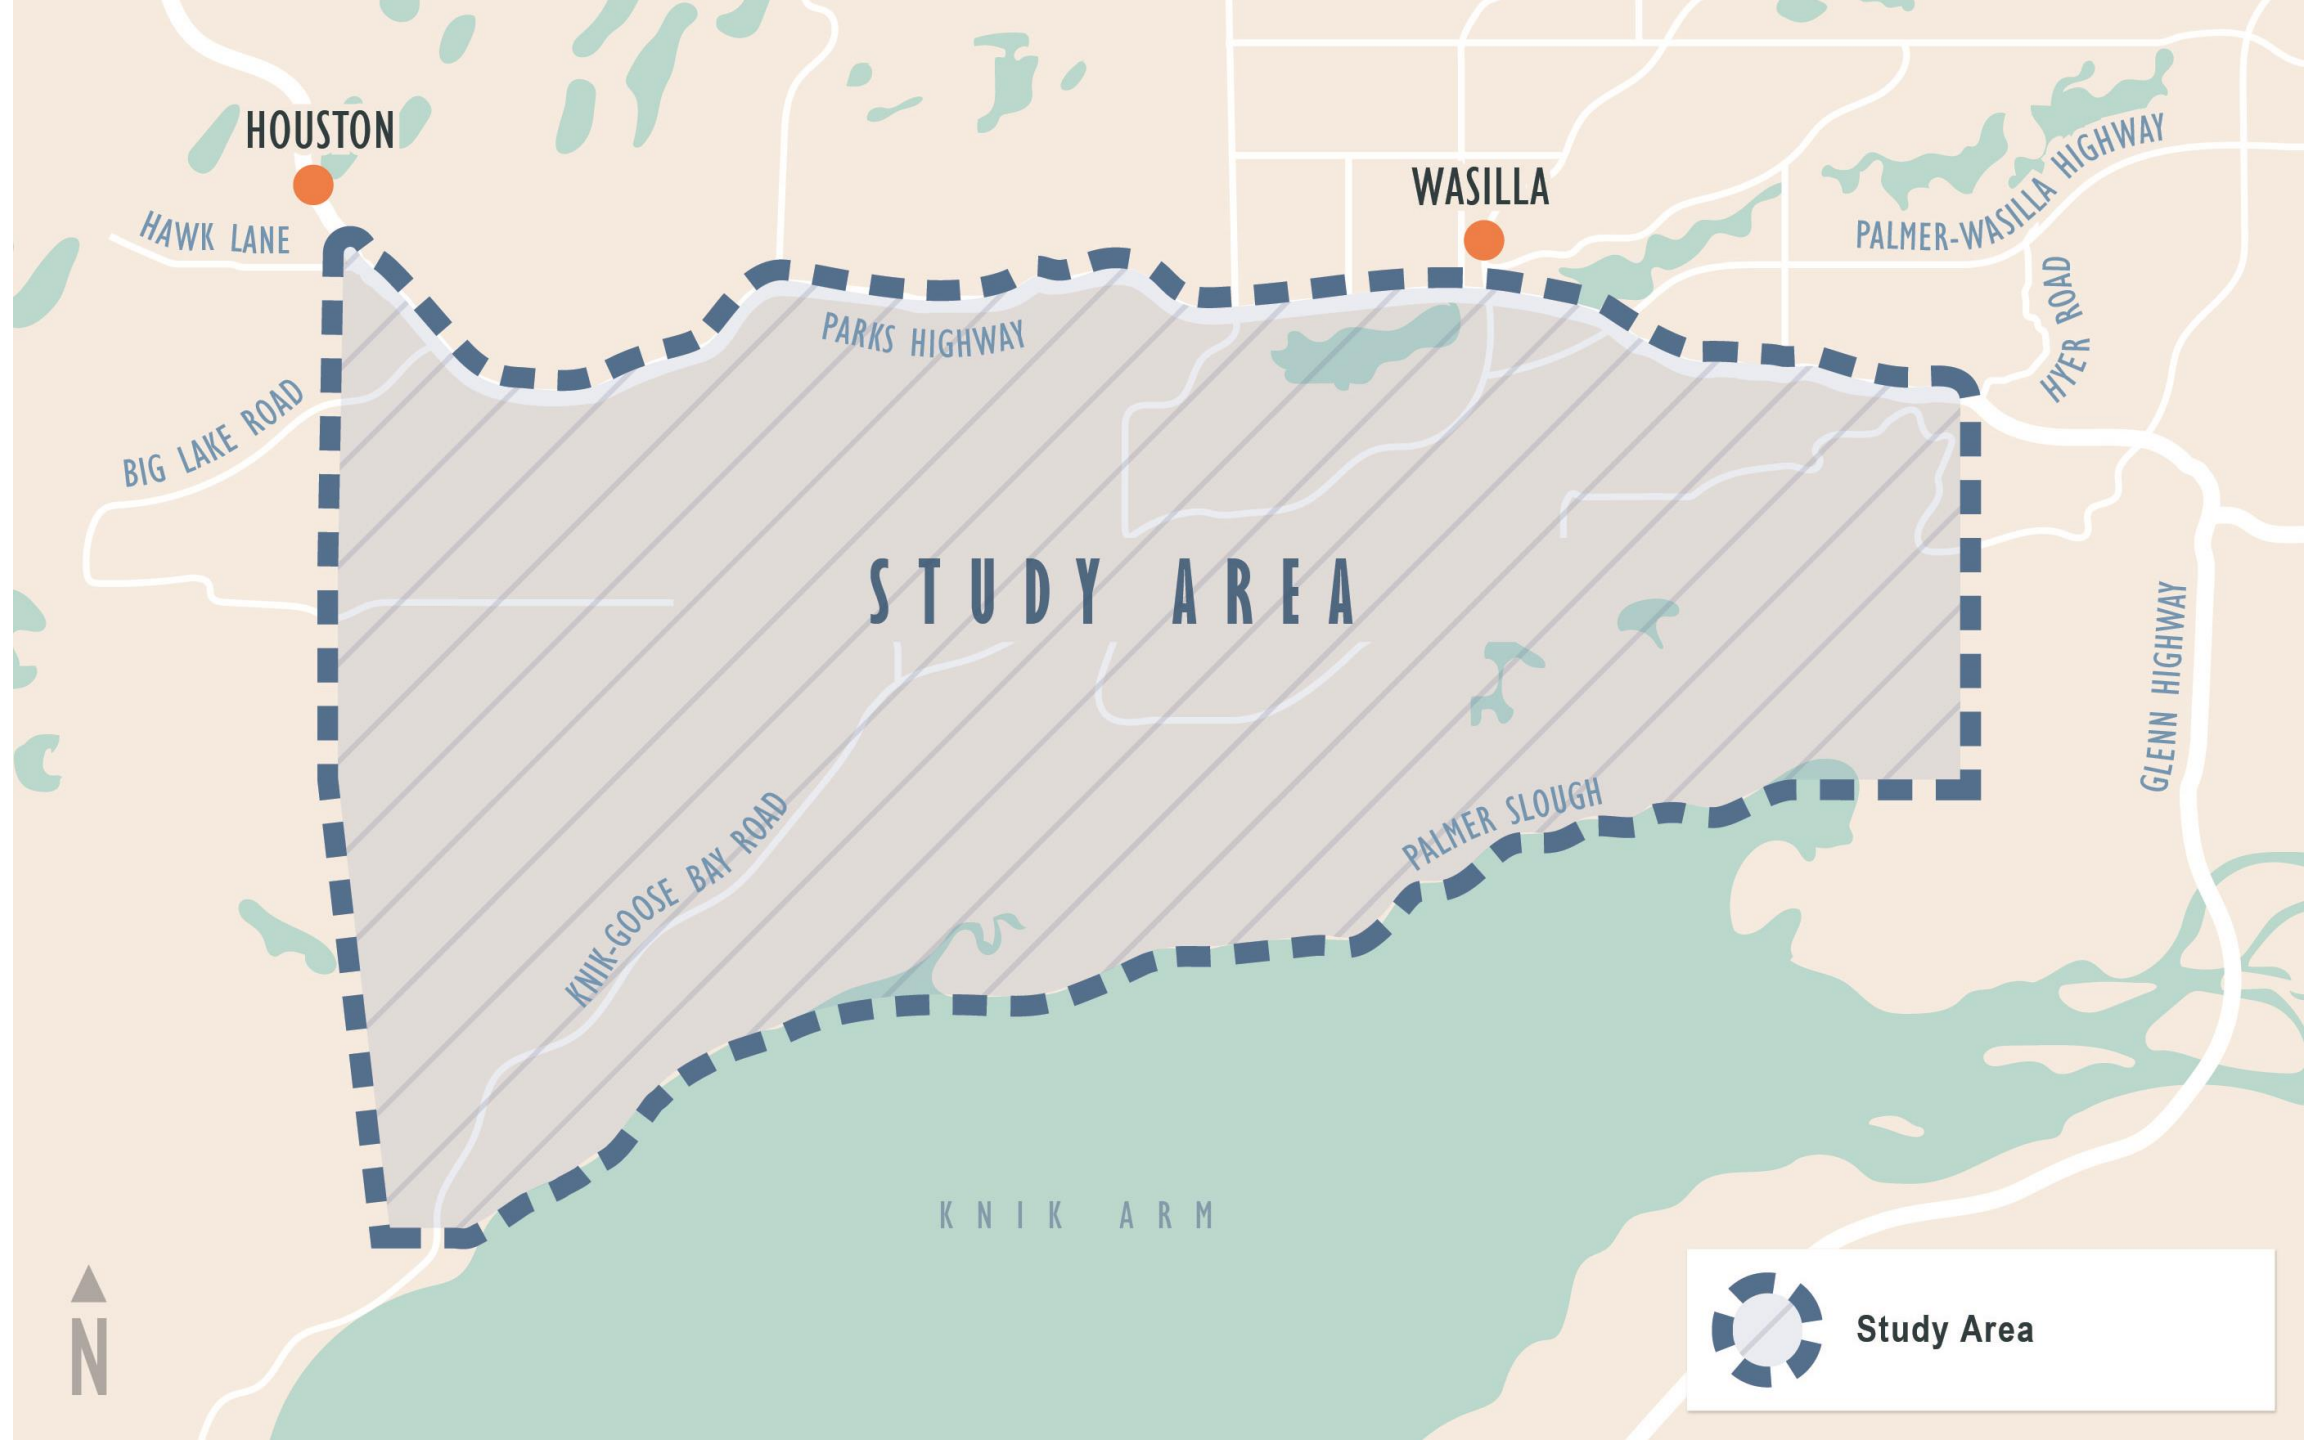 HOUSTON
HAWK LANE
WASILLA
PALMER-WASILLA HIGHWAY
HYER ROAD
PARKS HIGHWAY
BIG LAKE ROAD
STUDY AREA
GLENN HIGHWAY
KNIK-GOOSE BAY ROAD
PALMER SLOUGH
KNIK ARM
N
Study Area